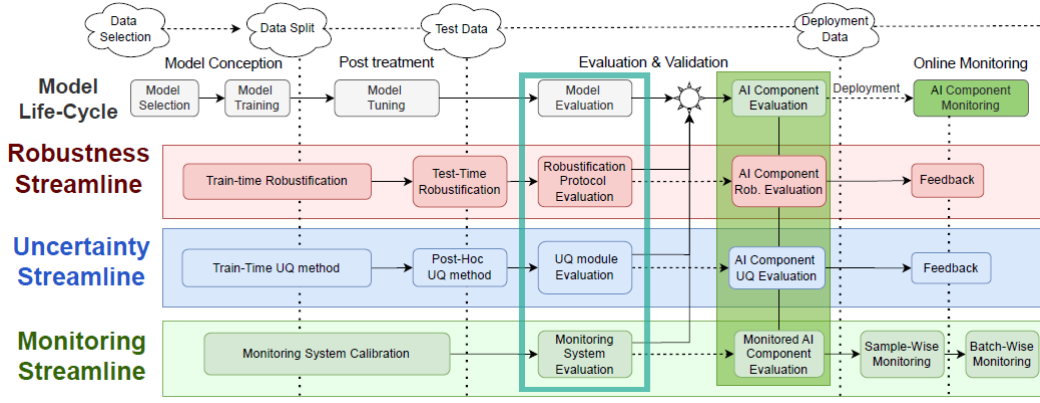 Data
Selection
Data Split
Test Data
Deployment
Data
Model Conception
Post treatment
Evaluation & Validation
Online Monitoring
Model
Life-Cycle
Model
Selection
Model
Training
Model
Tuning
Model
Evaluation
AI Component
Evaluation
Deployment
AI Component
Monitoring
Robustness
Streamline
Train-time Robustification
Test-Time
Robustification
Robustification
Protocol
Evaluation
AI Component
Rob. Evaluation
Feedback
Uncertainty
Streamline
Train-Time UQ method
Post-Hoc
UQ method
UQ module
Evaluation
AI Component
UQ Evaluation
Feedback
Monitoring
Streamline
Monitoring System Calibration
Monitoring
System
Evaluation
Monitored AI
Component
Evaluation
Sample-Wise
Monitoring
Batch-Wise
Monitoring